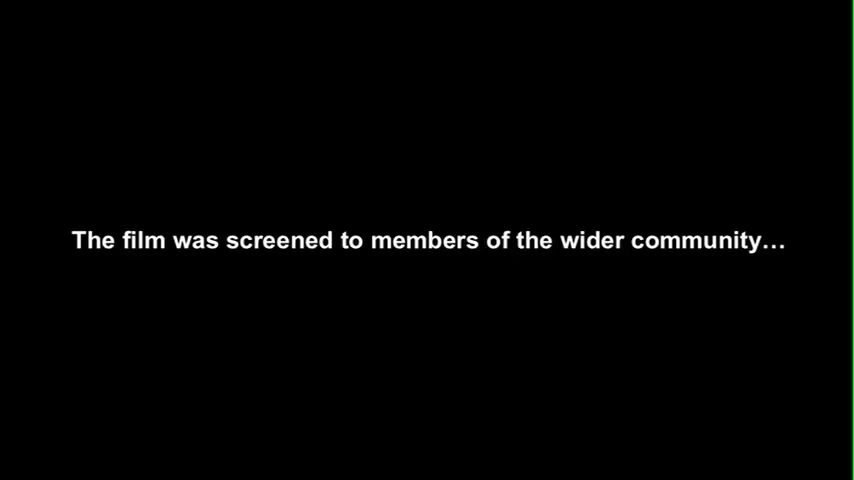 The film was screened to members of the wider community…